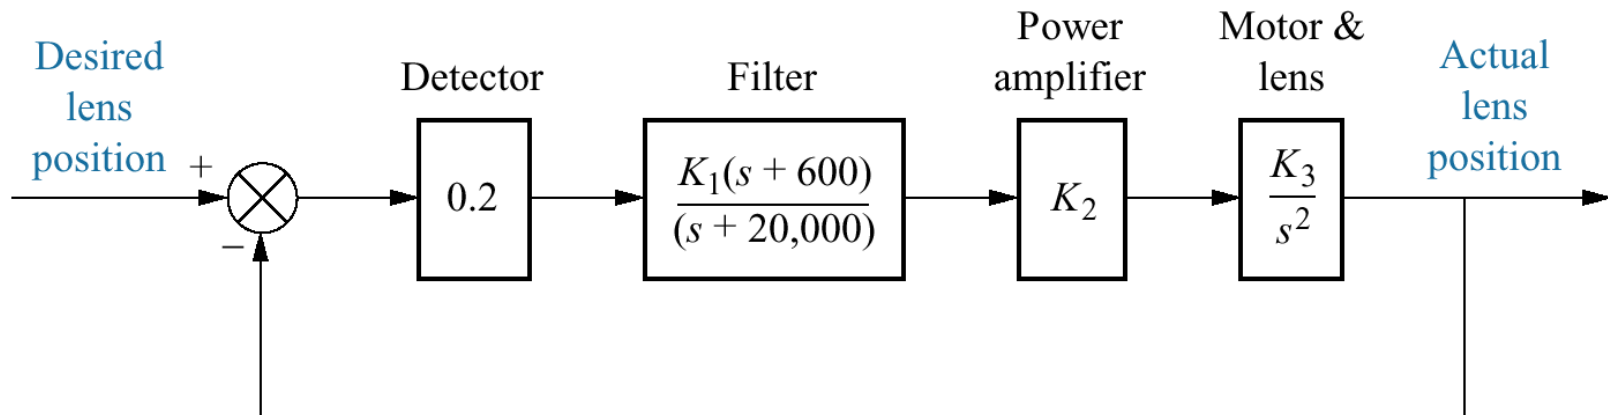 Desired
lens
position
+
−
Detector
0.2
Filter
K₁(s + 600)
(s + 20,000)
Power
amplifier
K₂
Motor &
lens
K₃
s²
Actual
lens
position